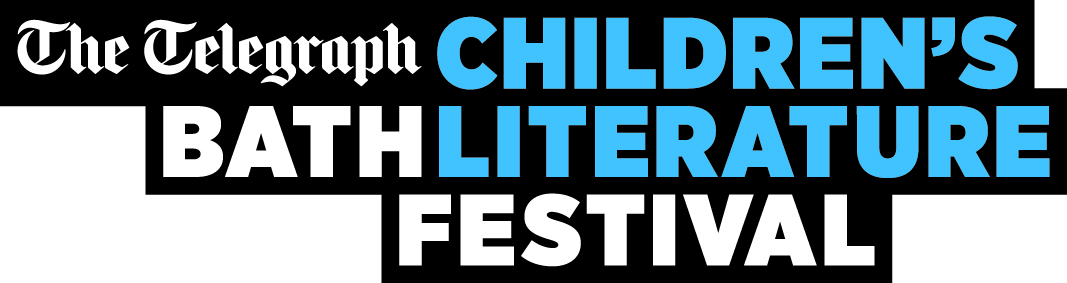 The Telegraph CHILDREN'S
BATH LITERATURE
FESTIVAL